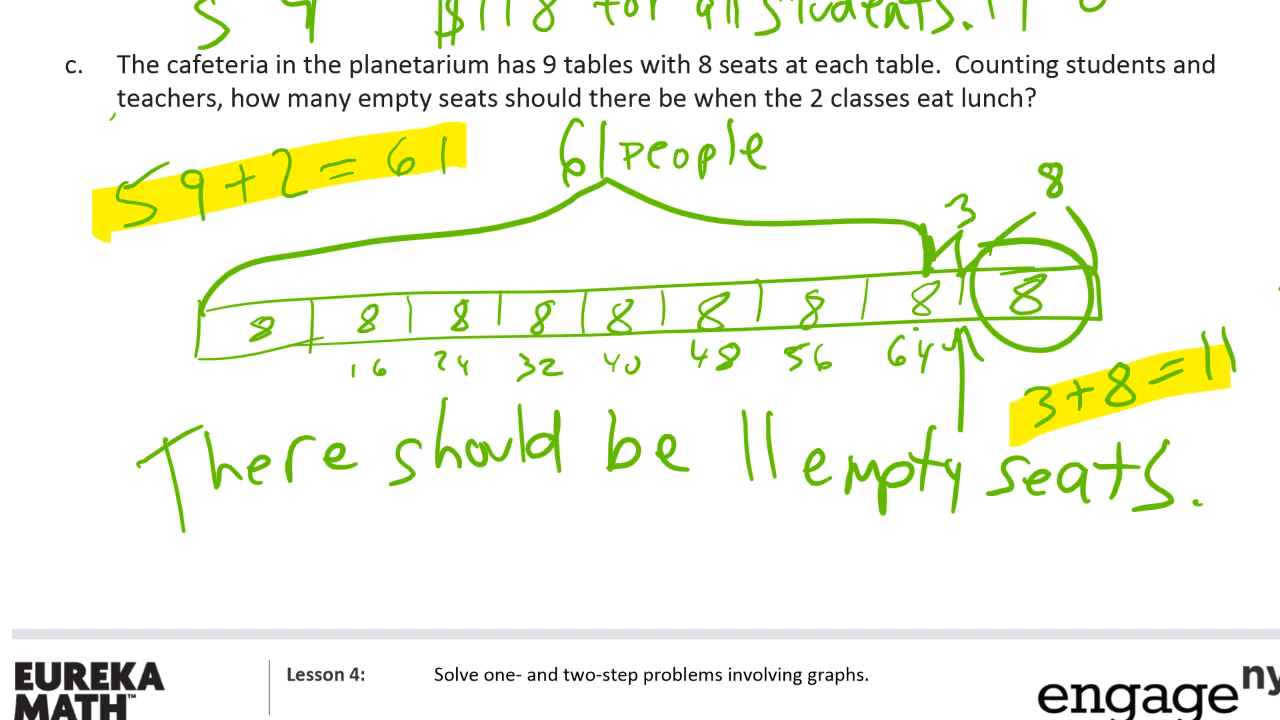 59 $118 for all students.
c. The cafeteria in the planetarium has 9 tables with 8 seats at each table. Counting students and
teachers, how many empty seats should there be when the 2 classes eat lunch?
59+2=61
61 people
3 8
8 8 8 8 8 8 8 8 8
16 24 32 40 48 56 64
3+8=11
There should be 11 empty seats.
EUREKA
MATH™
Lesson 4: Solve one- and two-step problems involving graphs.
engage ny